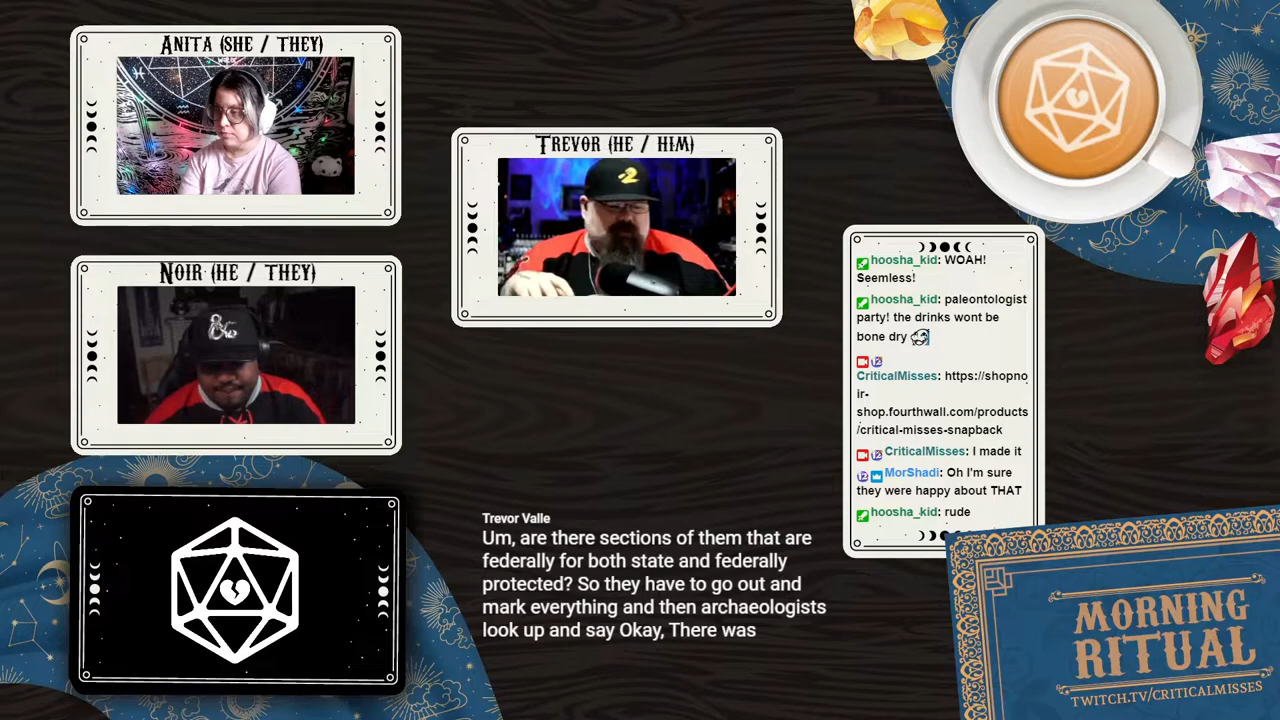 ANITA (SHE / THEY)
TREVOR (HE / HIM)
NOIR (HE / THEY)
hoosha_kid: WOAH!
Seemless!
hoosha_kid: paleontologist
party! the drinks wont be
bone dry
CriticalMisses: https://shopno
ir-
shop.fourthwall.com/products
/critical-misses-snapback
CriticalMisses: I made it
MorShadi: Oh I'm sure
they were happy about THAT
hoosha_kid: rude
Trevor Valle
Um, are there sections of them that are
federally for both state and federally
protected? So they have to go out and
mark everything and then archaeologists
look up and say Okay, There was
MORNING
RITUAL
TWITCH.TV/CRITICALMISSES